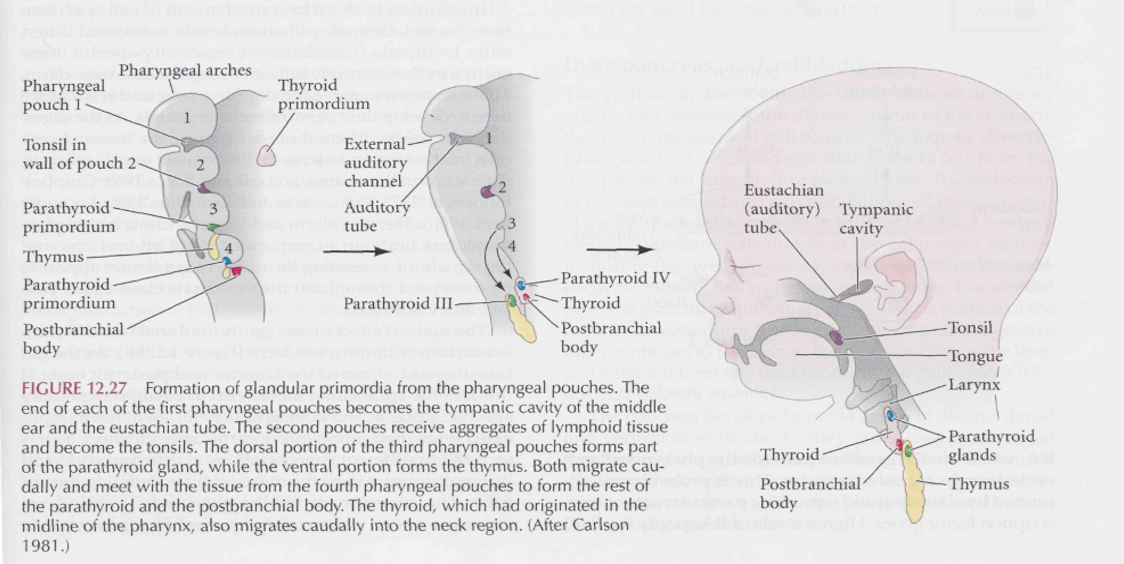 Pharyngeal arches
Pharyngeal
pouch 1
Thyroid
primordium
1
Tonsil in
wall of pouch 2
2
Parathyroid
primordium
3
Thymus
4
Parathyroid
primordium
Postbranchial
body
External
auditory
channel
1
Auditory
tube
2
3
4
Parathyroid III
Parathyroid IV
Thyroid
Postbranchial
body
Eustachian
(auditory)
tube
Tympanic
cavity
Tonsil
Tongue
Larynx
Parathyroid
glands
Thyroid
Postbranchial
body
Thymus
FIGURE 12.27 Formation of glandular primordia from the pharyngeal pouches. The
end of each of the first pharyngeal pouches becomes the tympanic cavity of the middle
ear and the eustachian tube. The second pouches receive aggregates of lymphoid tissue
and become the tonsils. The dorsal portion of the third pharyngeal pouches forms part
of the parathyroid gland, while the ventral portion forms the thymus. Both migrate cau-
dally and meet with the tissue from the fourth pharyngeal pouches to form the rest of
the parathyroid and the postbranchial body. The thyroid, which had originated in the
midline of the pharynx, also migrates caudally into the neck region. (After Carlson
1981.)